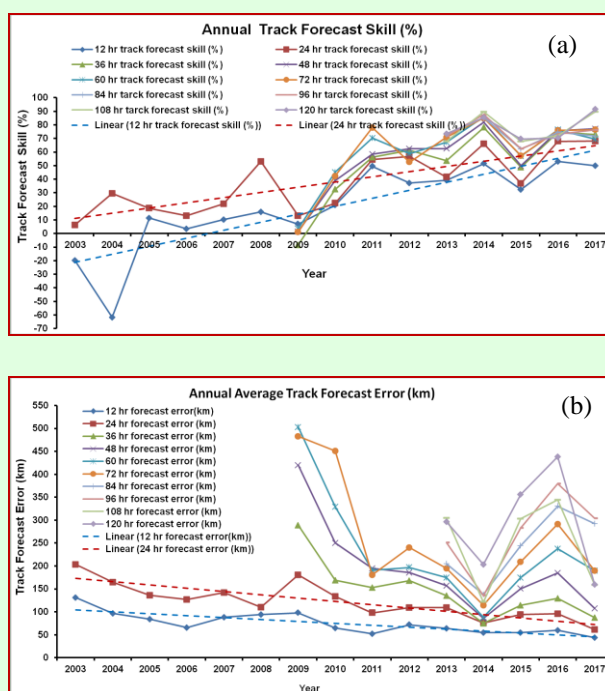 Annual Track Forecast Skill (%)
(a)
12 hr track forecast skill (%)
24 hr track forecast skill (%)
36 hr track forecast skill (%)
48 hr track forecast skill (%)
60 hr track forecast skill (%)
72 hr track forecast skill (%)
84 hr tarck forecast skill (%)
96 hr track forecast skill (%)
108 hr tarck forecast skill (%)
120 hr tarck forecast skill (%)
Linear (12 hr track forecast skill (%))
Linear (24 hr track forecast skill (%))
Track Forecast Skill (%)
100
90
80
70
60
50
40
30
20
10
0
-10
-20
-30
-40
-50
-60
-70
2003 2004 2005 2006 2007 2008 2009 2010 2011 2012 2013 2014 2015 2016 2017
Year
Annual Average Track Forecast Error (km)
(b)
12 hr forecast error(km)
24 hr forecast error (km)
36 hr forecast error (km)
48 hr forecast error (km)
60 hr forecast error (km)
72 hr forecast error (km)
84 hr forecast error (km)
96 hr forecast error (km)
108 hr forecast error (km)
120 hr forecast error (km)
Linear (12 hr forecast error(km))
Linear (24 hr forecast error (km))
Track Forecast Error (km)
550
500
450
400
350
300
250
200
150
100
50
0
2003 2004 2005 2006 2007 2008 2009 2010 2011 2012 2013 2014 2015 2016 2017
Year